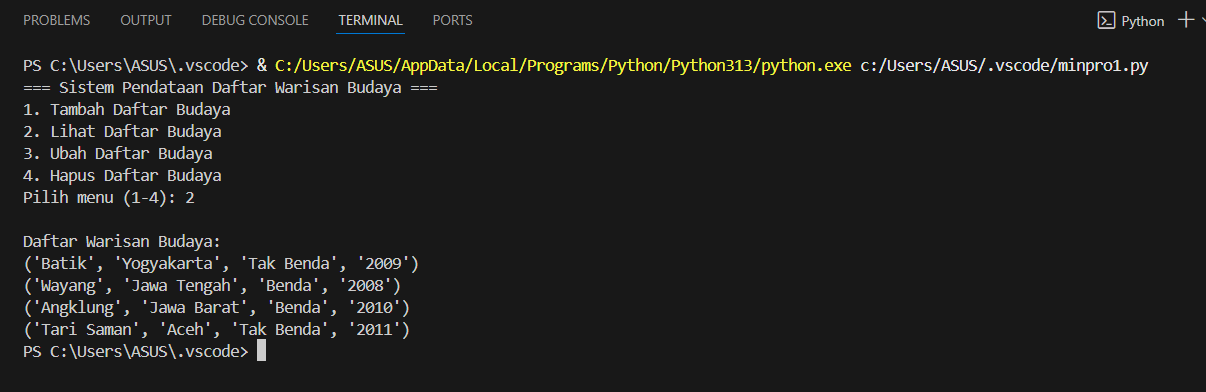 PROBLEMS OUTPUT DEBUG CONSOLE TERMINAL PORTS Python
PS C:\Users\ASUS\.vscode> & C:/Users/ASUS/AppData/Local/Programs/Python/Python313/python.exe c:/Users/ASUS/.vscode/minpro1.py
=== Sistem Pendataan Daftar Warisan Budaya ===
1. Tambah Daftar Budaya
2. Lihat Daftar Budaya
3. Ubah Daftar Budaya
4. Hapus Daftar Budaya
Pilih menu (1-4): 2
Daftar Warisan Budaya:
('Batik', 'Yogyakarta', 'Tak Benda', '2009')
('Wayang', 'Jawa Tengah', 'Benda', '2008')
('Angklung', 'Jawa Barat', 'Benda', '2010')
('Tari Saman', 'Aceh', 'Tak Benda', '2011')
PS C:\Users\ASUS\.vscode>